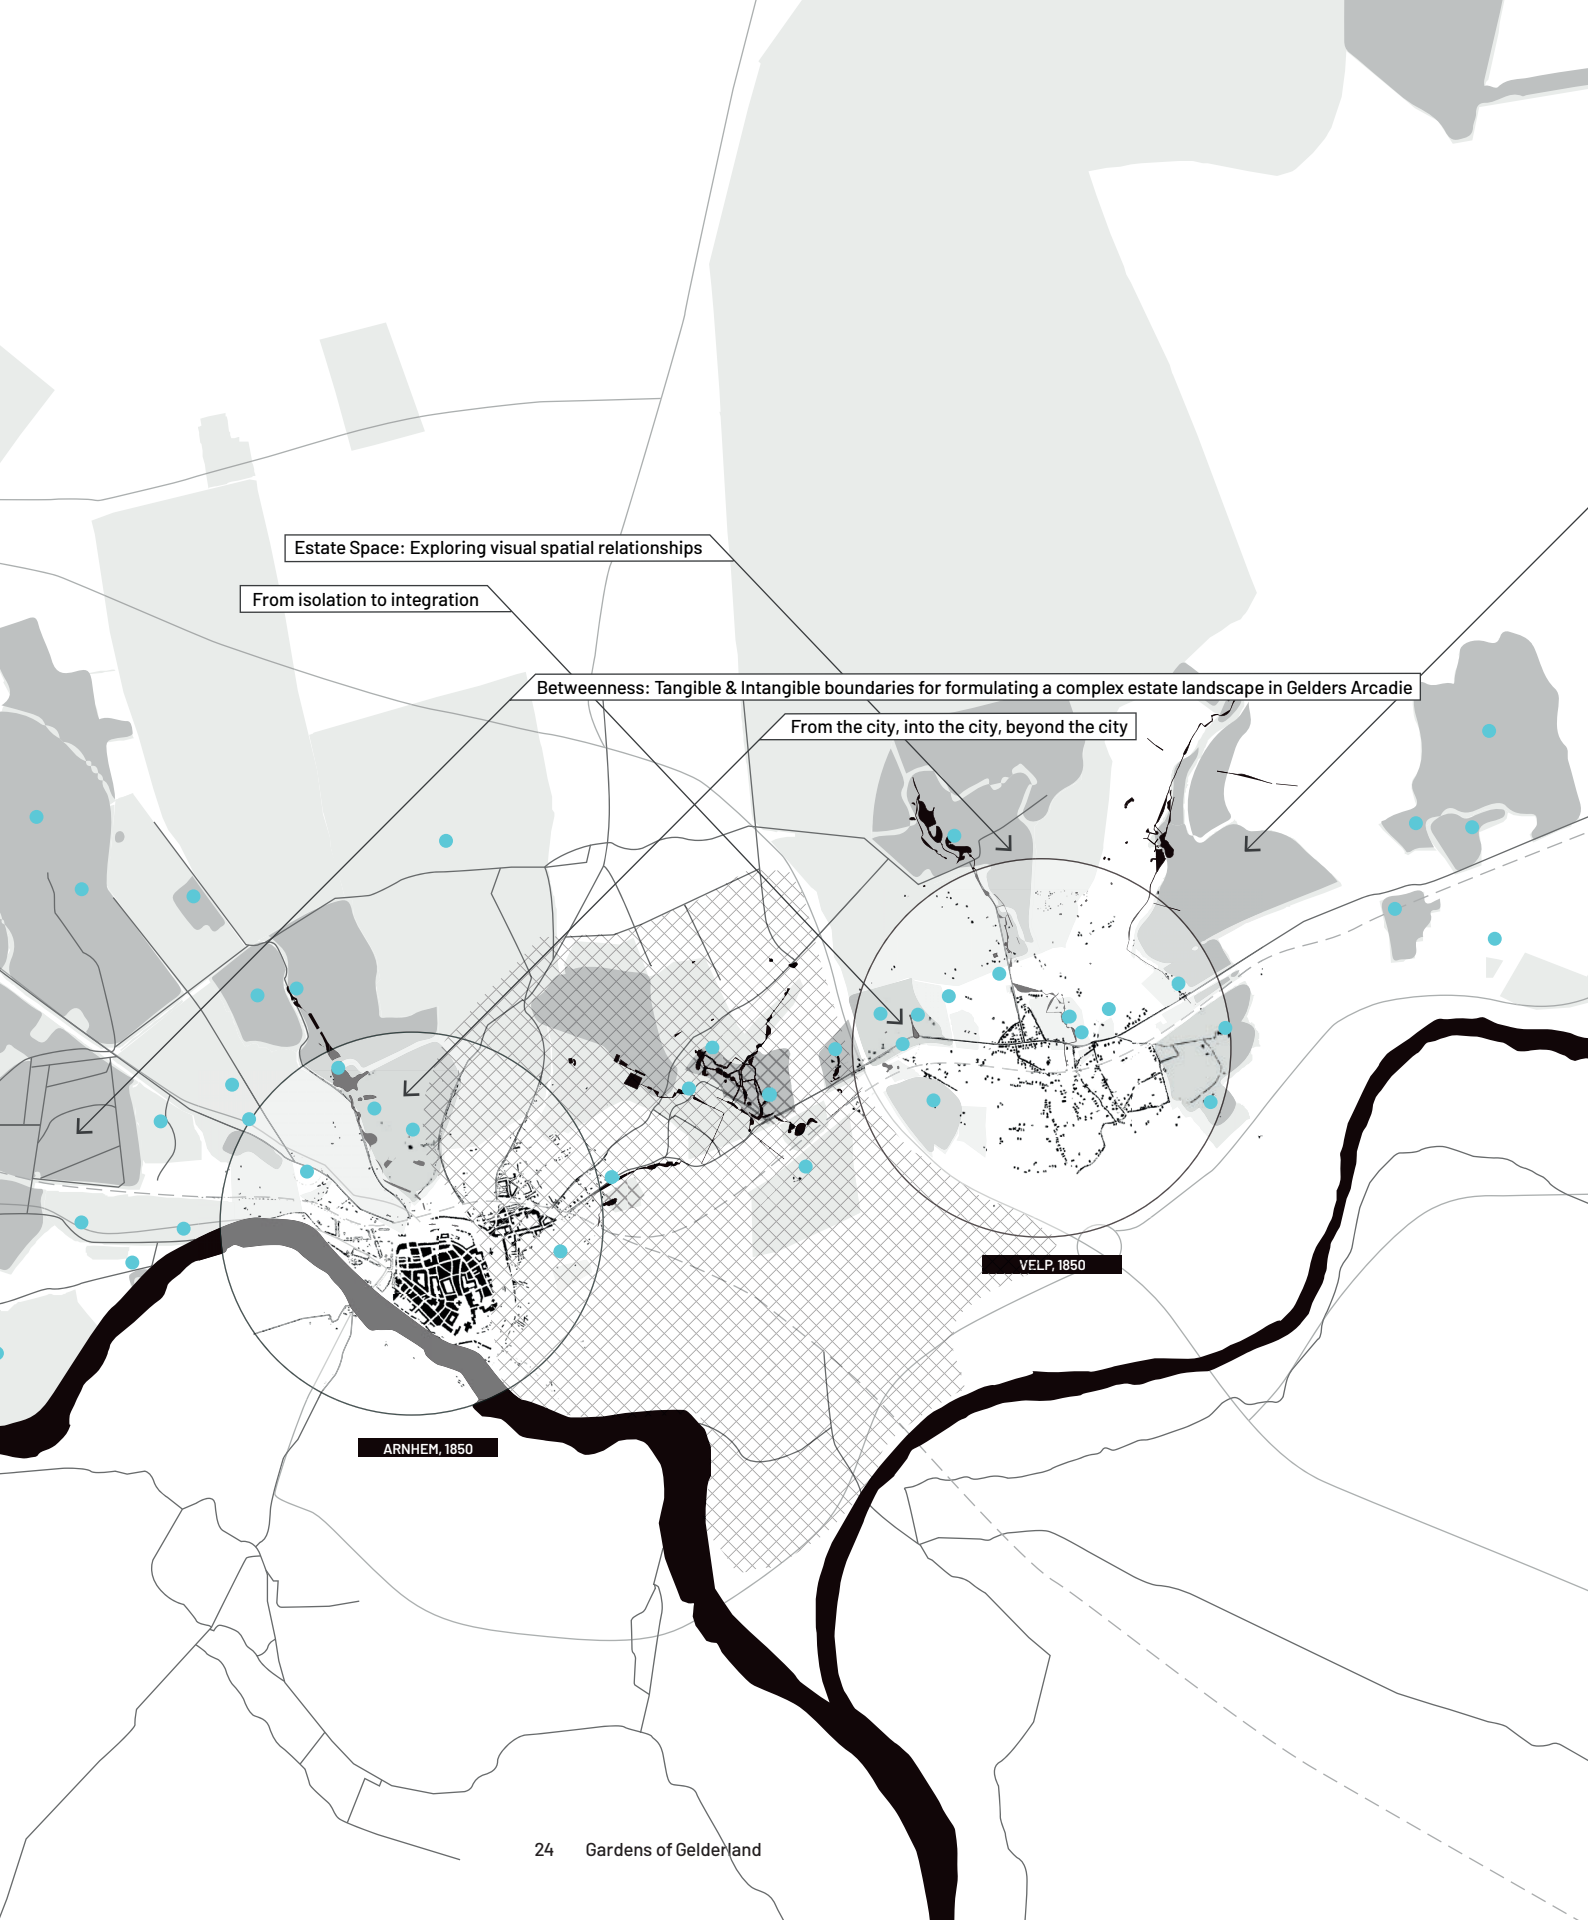 Estate Space: Exploring visual spatial relationships
From isolation to integration
Betweenness: Tangible & Intangible boundaries for formulating a complex estate landscape in Gelders Arcadie
From the city, into the city, beyond the city
VELP, 1850
ARNHEM, 1850
24 Gardens of Gelderland